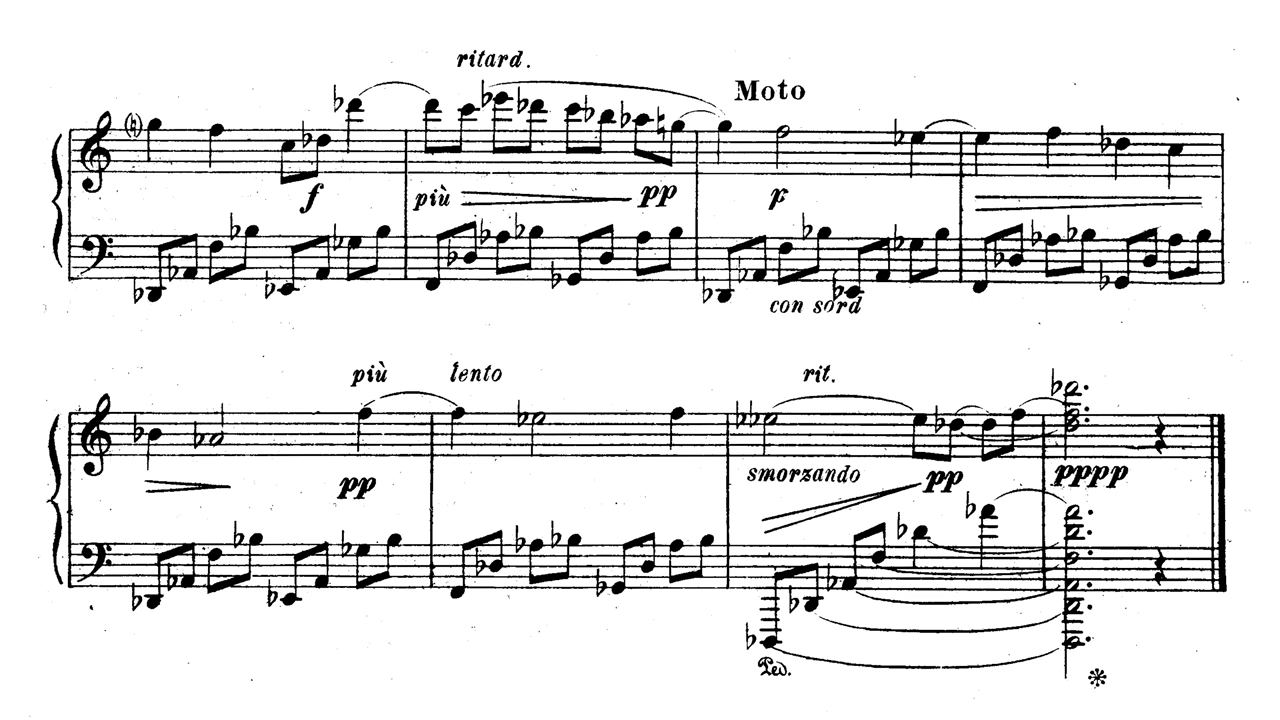 ritard.
Moto
f
più
pp
p
con sord
più
lento
rit.
pp
smorzando
pp
pppp
Ped.